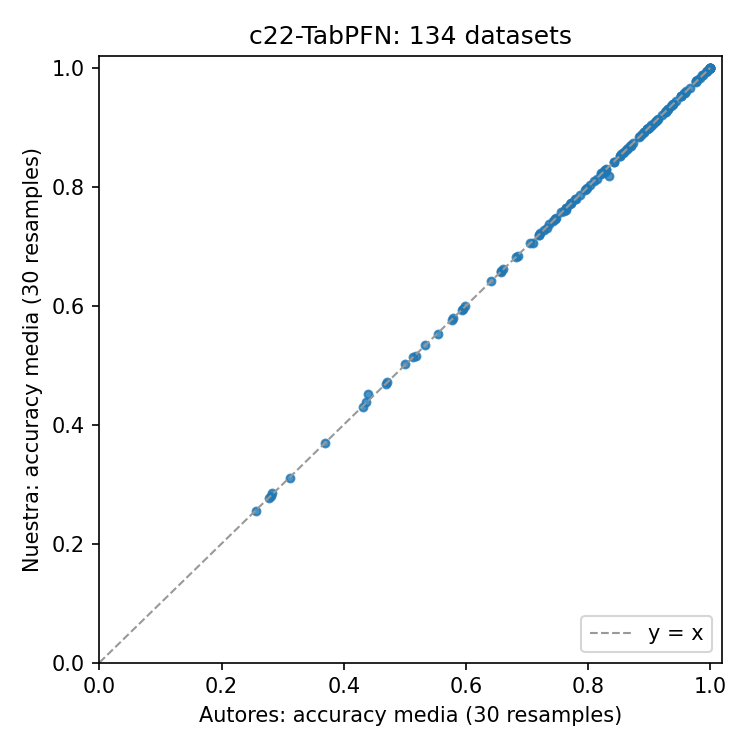 c22-TabPFN: 134 datasets
Nuestra: accuracy media (30 resamples)
1.0
0.8
0.6
0.4
0.2
0.0
y = x
0.0 0.2 0.4 0.6 0.8 1.0
Autores: accuracy media (30 resamples)